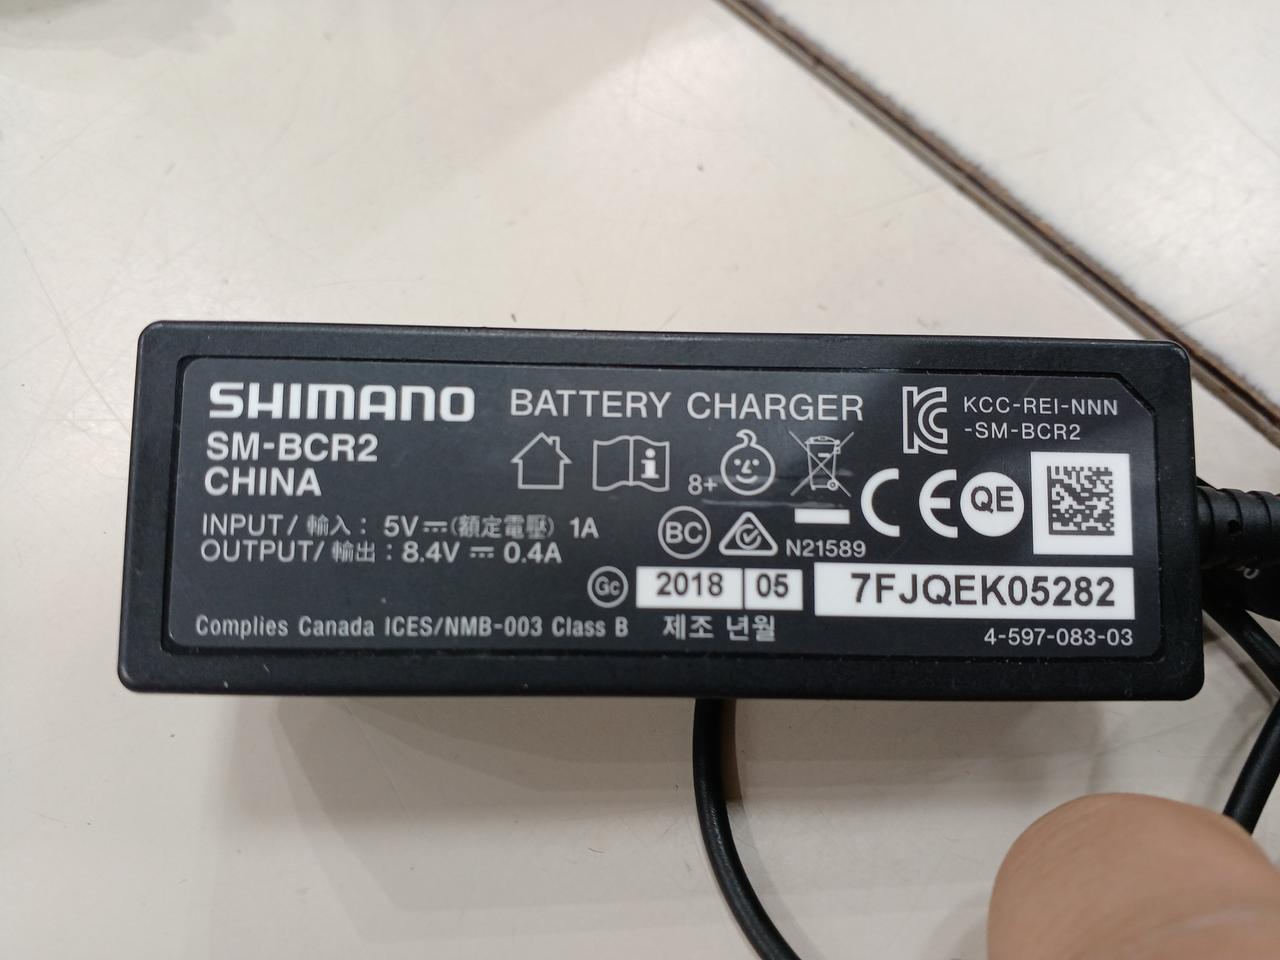 SHIMANO BATTERY CHARGER
SM-BCR2
CHINA
KCC-REI-NNN
-SM-BCR2
8+
CE
QE
INPUT/ 輸入 : 5V⎓(額定電壓) 1A
OUTPUT/ 輸出 : 8.4V ⎓ 0.4A
BC
N21589
Gc
2018 05
7FJQEK05282
Complies Canada ICES/NMB-003 Class B
제조 년월
4-597-083-03